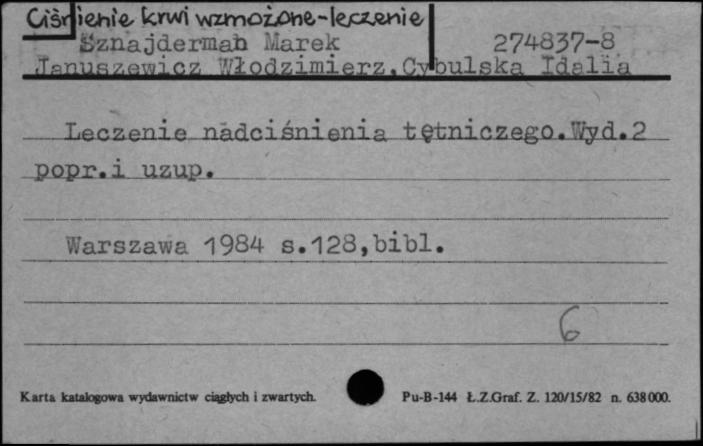 Ciśnienie krwi wzmożone-leczenie
Sznajderman Marek 274837-8
Januszewicz Włodzimierz,Cybulska Idalia
Leczenie nadciśnienia tętniczego.Wyd.2
popr.i uzup.
Warszawa 1984 s.128,bibl.
6
Karta katalogowa wydawnictw ciągłych i zwartych. Pu-B-144 Ł.Z.Graf. Z. 120/15/82 n. 638000.